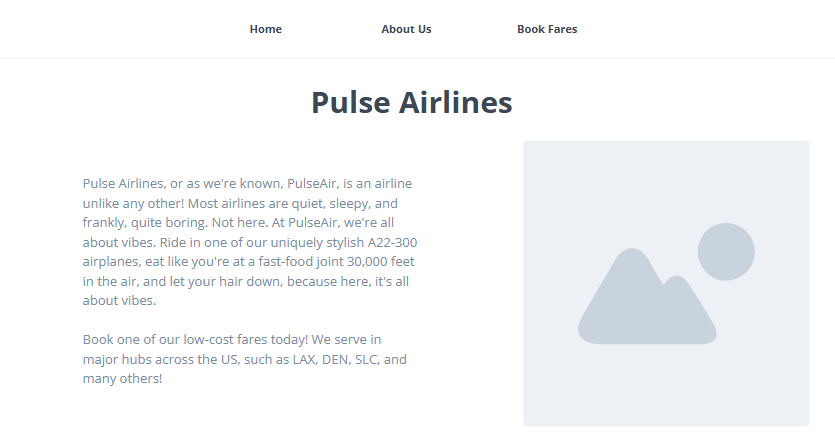 Home About Us Book Fares
Pulse Airlines
Pulse Airlines, or as we're known, PulseAir, is an airline
unlike any other! Most airlines are quiet, sleepy, and
frankly, quite boring. Not here. At PulseAir, we're all
about vibes. Ride in one of our uniquely stylish A22-300
airplanes, eat like you're at a fast-food joint 30,000 feet
in the air, and let your hair down, because here, it's all
about vibes.
Book one of our low-cost fares today! We serve in
major hubs across the US, such as LAX, DEN, SLC, and
many others!